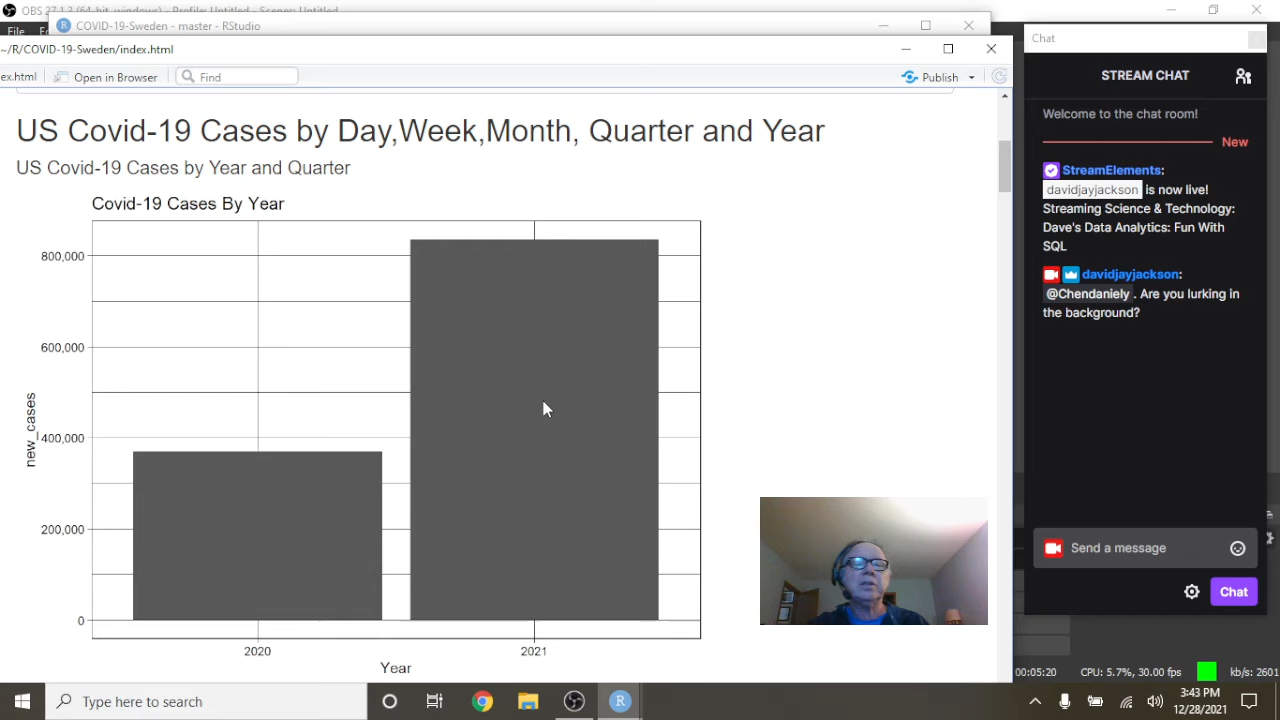 COVID-19-Sweden - master - RStudio
~/R/COVID-19-Sweden/index.html
ex.html
Open in Browser
Find
Publish
US Covid-19 Cases by Day,Week,Month, Quarter and Year
US Covid-19 Cases by Year and Quarter
Covid-19 Cases By Year
800,000
600,000
400,000
200,000
0
new_cases
2020
2021
Year
Chat
STREAM CHAT
Welcome to the chat room!
New
StreamElements:
davidjayjackson is now live!
Streaming Science & Technology:
Dave's Data Analytics: Fun With
SQL
davidjayjackson:
@Chendaniely . Are you lurking in
the background?
Send a message
Chat
00:05:20
CPU: 5.7%, 30.00 fps
kb/s: 2601
Type here to search
R
3:43 PM
12/28/2021